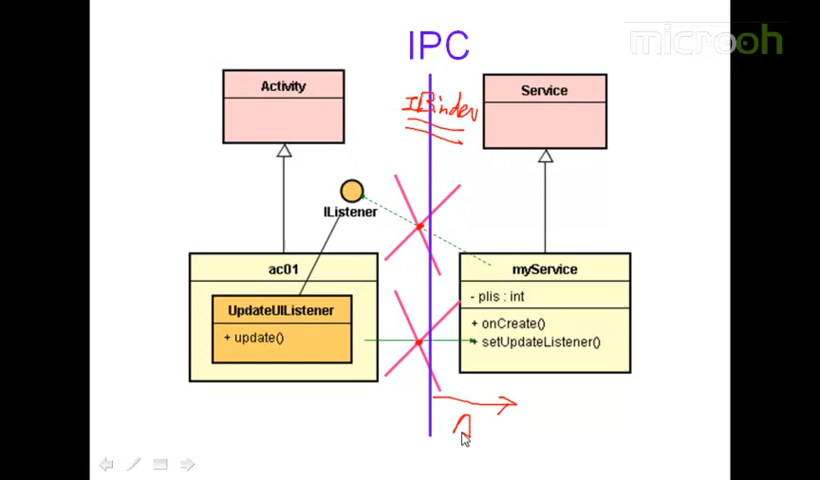 microoh
IPC
Activity
IBinder
Service
IListener
ac01
myService
- plis : int
UpdateUIListener
+ update()
+ onCreate()
+ setUpdateListener()